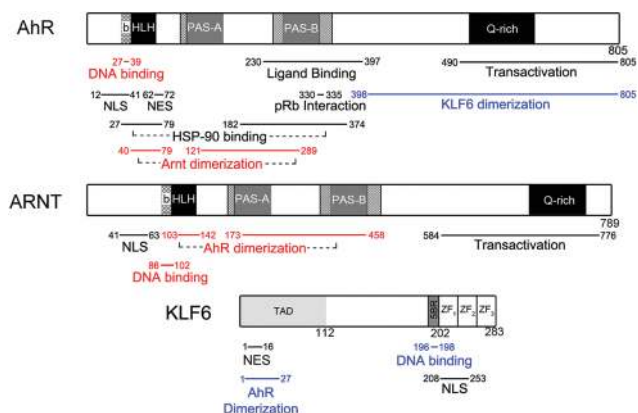 AhR
b HLH PAS-A PAS-B Q-rich
805
27 39 230 397 490 805
DNA binding Ligand Binding Transactivation
12 41 62 72 330 335 398 805
NLS NES pRb Interaction KLF6 dimerization
27 79 182 374
HSP-90 binding
40 79 121 289
Arnt dimerization
ARNT
b HLH PAS-A PAS-B Q-rich
789
41 63 103 142 173 458 584 776
NLS AhR dimerization Transactivation
86 102
DNA binding
KLF6
TAD SBR ZF1 ZF2 ZF3
112 202 283
1 16 196 198
NES DNA binding
1 27 208 253
AhR NLS
Dimerization